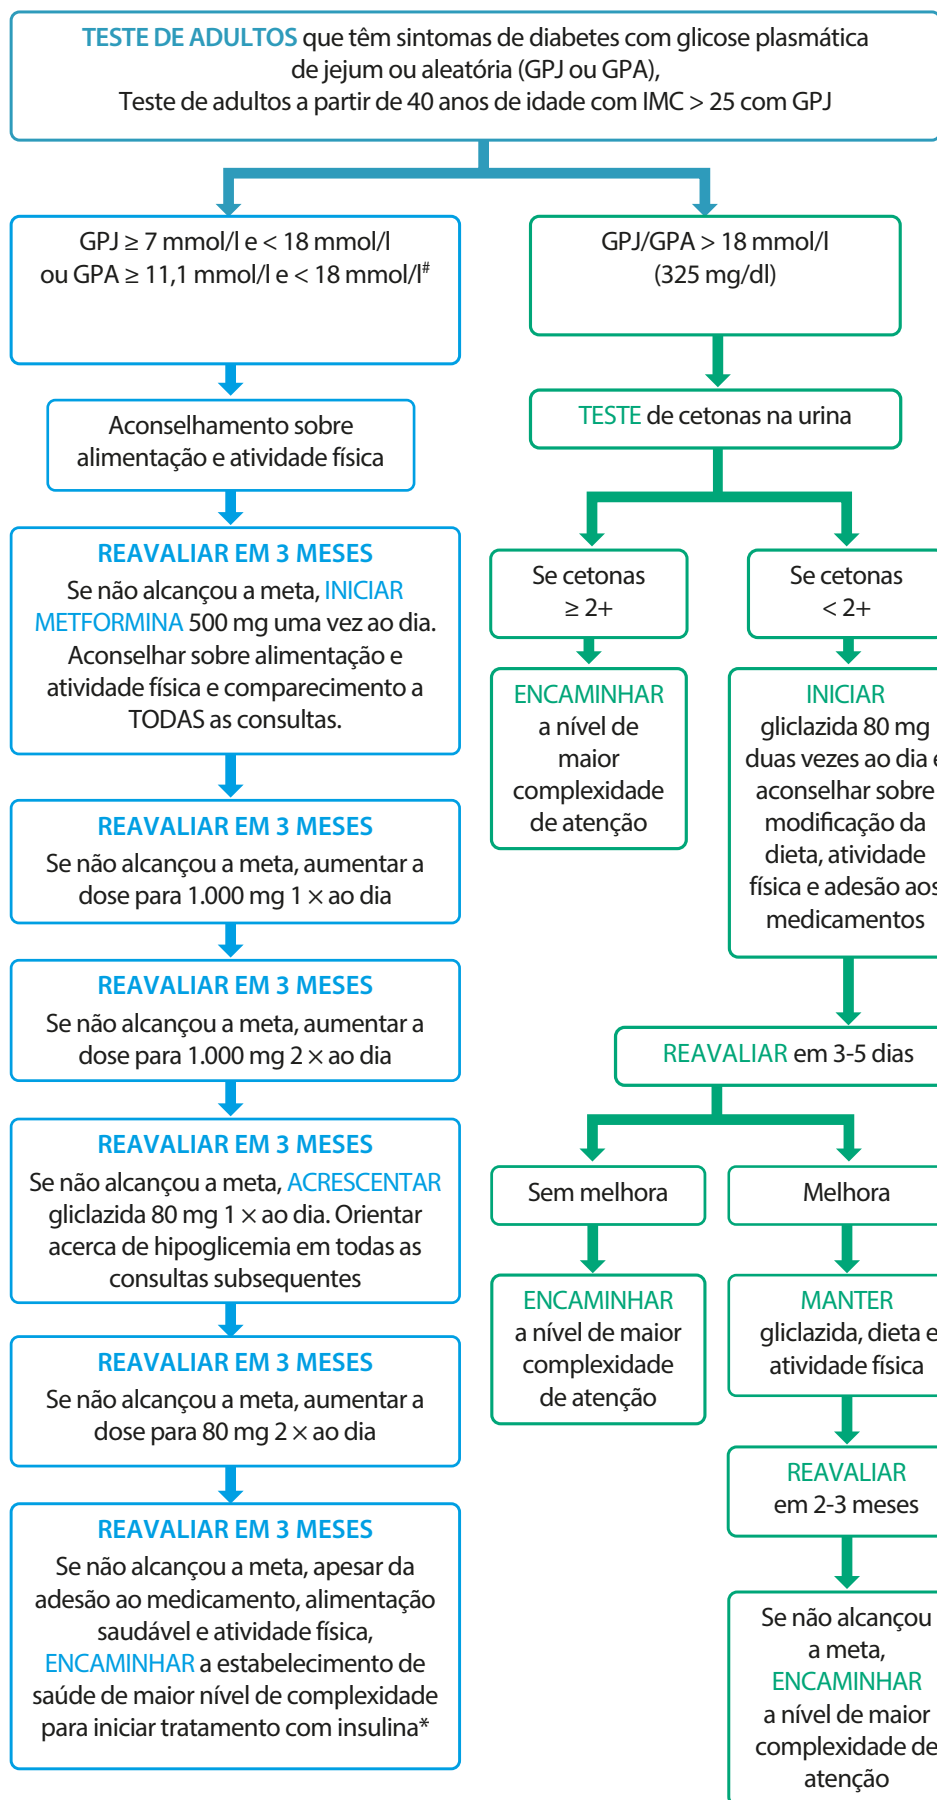 TESTE DE ADULTOS que têm sintomas de diabetes com glicose plasmática
de jejum ou aleatória (GPJ ou GPA),
Teste de adultos a partir de 40 anos de idade com IMC > 25 com GPJ
GPJ ≥ 7 mmol/l e < 18 mmol/l
ou GPA ≥ 11,1 mmol/l e < 18 mmol/l#
Aconselhamento sobre
alimentação e atividade física
REAVALIAR EM 3 MESES
Se não alcançou a meta, INICIAR
METFORMINA 500 mg uma vez ao dia.
Aconselhar sobre alimentação e
atividade física e comparecimento a
TODAS as consultas.
REAVALIAR EM 3 MESES
Se não alcançou a meta, aumentar a
dose para 1.000 mg 1 × ao dia
REAVALIAR EM 3 MESES
Se não alcançou a meta, aumentar a
dose para 1.000 mg 2 × ao dia
REAVALIAR EM 3 MESES
Se não alcançou a meta, ACRESCENTAR
gliclazida 80 mg 1 × ao dia. Orientar
acerca de hipoglicemia em todas as
consultas subsequentes
REAVALIAR EM 3 MESES
Se não alcançou a meta, aumentar a
dose para 80 mg 2 × ao dia
REAVALIAR EM 3 MESES
Se não alcançou a meta, apesar da
adesão ao medicamento, alimentação
saudável e atividade física,
ENCAMINHAR a estabelecimento de
saúde de maior nível de complexidade
para iniciar tratamento com insulina*
GPJ/GPA > 18 mmol/l
(325 mg/dl)
TESTE de cetonas na urina
Se cetonas
≥ 2+
ENCAMINHAR
a nível de
maior
complexidade
de atenção
Se cetonas
< 2+
INICIAR
gliclazida 80 mg
duas vezes ao dia e
aconselhar sobre
modificação da
dieta, atividade
física e adesão aos
medicamentos
REAVALIAR em 3-5 dias
Sem melhora
ENCAMINHAR
a nível de maior
complexidade
de atenção
Melhora
MANTER
gliclazida, dieta e
atividade física
REAVALIAR
em 2-3 meses
Se não alcançou
a meta,
ENCAMINHAR
a nível de maior
complexidade de
atenção